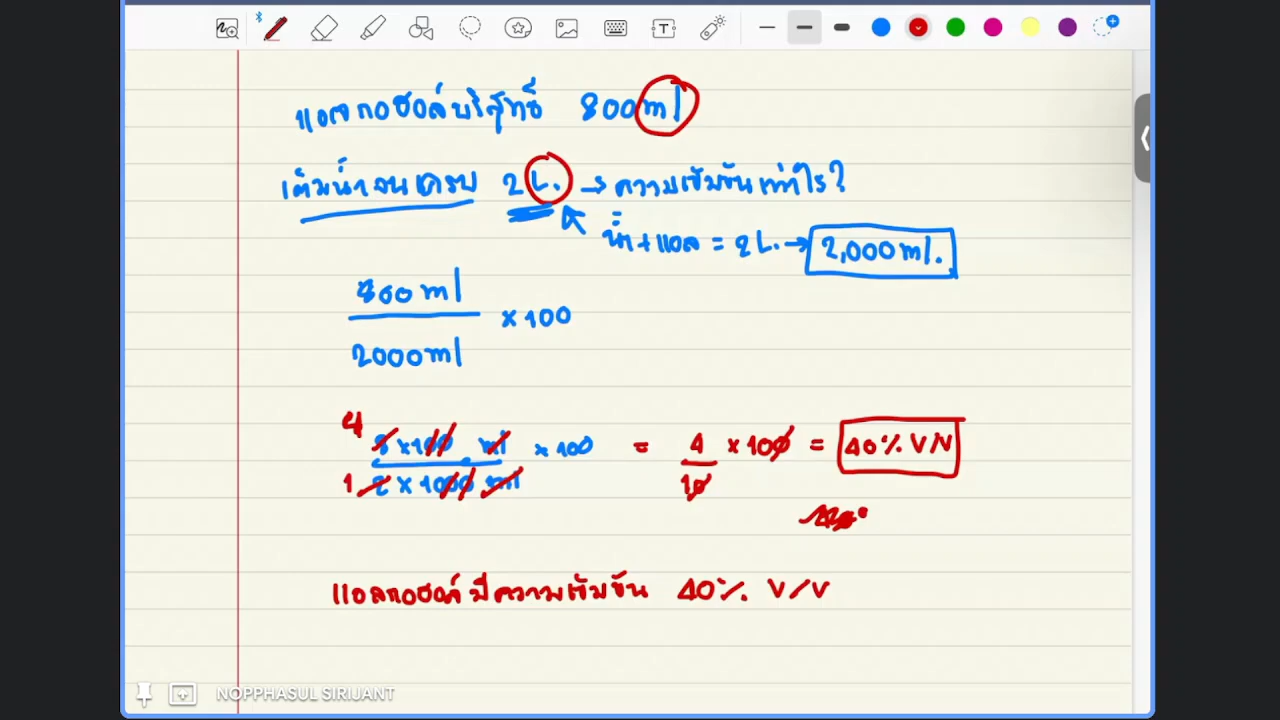 แอลกอฮอล์บริสุทธิ์ 800 ml
เติมน้ำจนครบ 2 L. → ความเข้มข้นเท่าไร?
น้ำ + แอล = 2 L. → 2,000 ml.
800 ml
× 100
2000 ml
4
8 × 100 ml × 100 = 4 × 100 = 40% V/V
1 2 × 1000 ml 10
แอลกอฮอล์มีความเข้มข้น 40% V/V
NOPPHASUL SIRIJANT